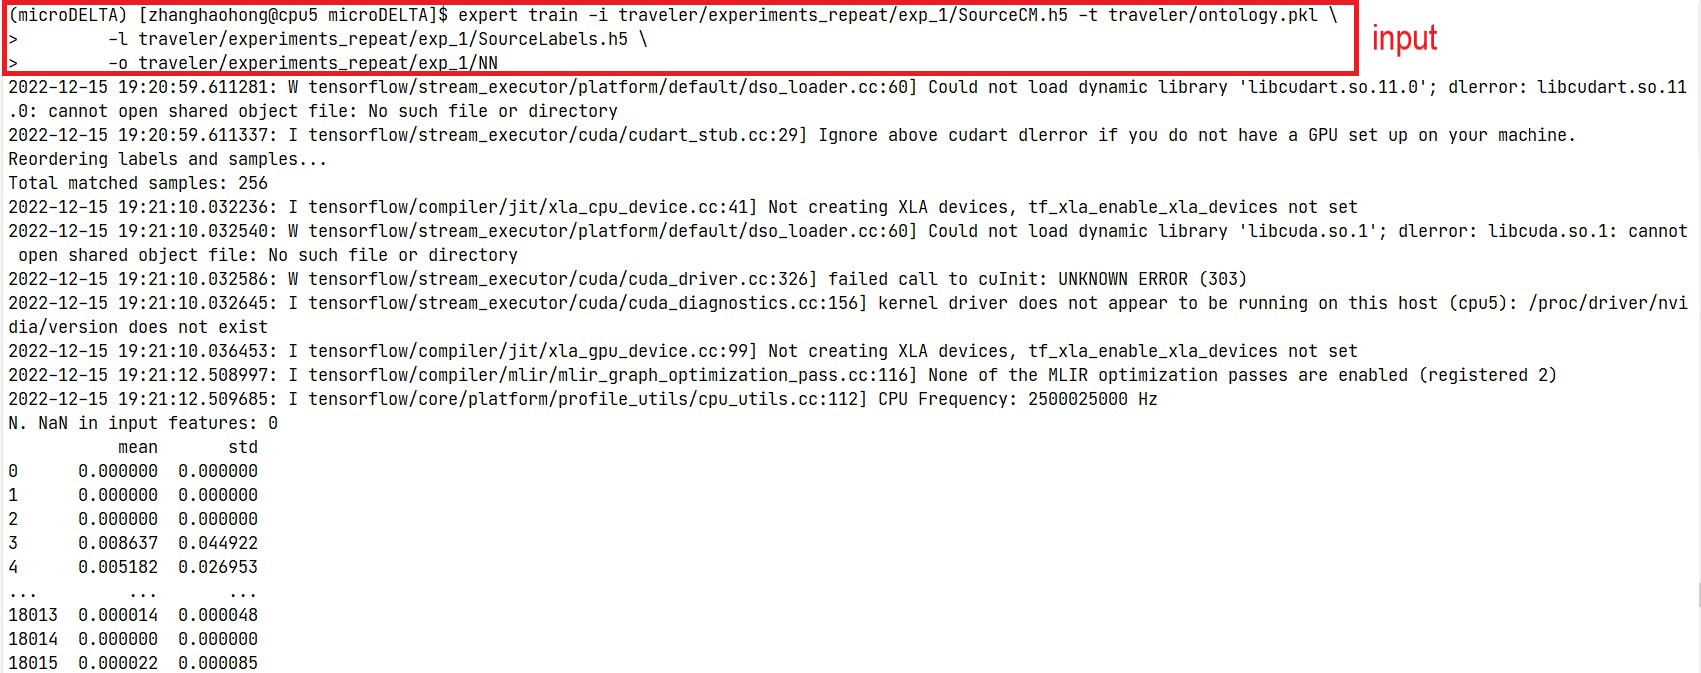 (microDELTA) [zhanghaohong@cpu5 microDELTA]$ expert train -i traveler/experiments_repeat/exp_1/SourceCM.h5 -t traveler/ontology.pkl \
>         -l traveler/experiments_repeat/exp_1/SourceLabels.h5 \
>         -o traveler/experiments_repeat/exp_1/NN
input
2022-12-15 19:20:59.611281: W tensorflow/stream_executor/platform/default/dso_loader.cc:60] Could not load dynamic library 'libcudart.so.11.0'; dlerror: libcudart.so.11
.0: cannot open shared object file: No such file or directory
2022-12-15 19:20:59.611337: I tensorflow/stream_executor/cuda/cudart_stub.cc:29] Ignore above cudart dlerror if you do not have a GPU set up on your machine.
Reordering labels and samples...
Total matched samples: 256
2022-12-15 19:21:10.032236: I tensorflow/compiler/jit/xla_cpu_device.cc:41] Not creating XLA devices, tf_xla_enable_xla_devices not set
2022-12-15 19:21:10.032540: W tensorflow/stream_executor/platform/default/dso_loader.cc:60] Could not load dynamic library 'libcuda.so.1'; dlerror: libcuda.so.1: cannot
 open shared object file: No such file or directory
2022-12-15 19:21:10.032586: W tensorflow/stream_executor/cuda/cuda_driver.cc:326] failed call to cuInit: UNKNOWN ERROR (303)
2022-12-15 19:21:10.032645: I tensorflow/stream_executor/cuda/cuda_diagnostics.cc:156] kernel driver does not appear to be running on this host (cpu5): /proc/driver/nvi
dia/version does not exist
2022-12-15 19:21:10.036453: I tensorflow/compiler/jit/xla_gpu_device.cc:99] Not creating XLA devices, tf_xla_enable_xla_devices not set
2022-12-15 19:21:12.508997: I tensorflow/compiler/mlir/mlir_graph_optimization_pass.cc:116] None of the MLIR optimization passes are enabled (registered 2)
2022-12-15 19:21:12.509685: I tensorflow/core/platform/profile_utils/cpu_utils.cc:112] CPU Frequency: 2500025000 Hz
N. NaN in input features: 0
           mean       std
0      0.000000  0.000000
1      0.000000  0.000000
2      0.000000  0.000000
3      0.008637  0.044922
4      0.005182  0.026953
...         ...       ...
18013  0.000014  0.000048
18014  0.000000  0.000000
18015  0.000022  0.000085